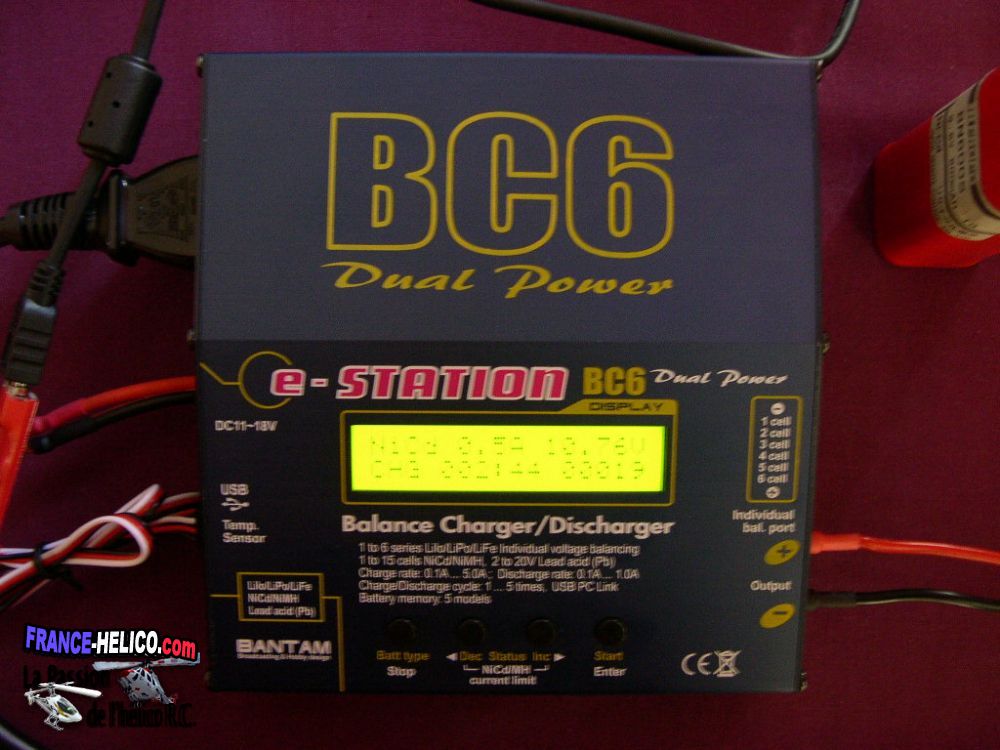 BC6
Dual Power
e-STATION BC6 Dual Power
DISPLAY
DC11~18V
1 cell
2 cell
3 cell
4 cell
5 cell
6 cell
USB
Temp.
Sensor
Individual
bal. port
Balance Charger/Discharger
1 to 6 series LiIo/LiPo/LiFe Individual voltage balancing
1 to 15 cells NiCd/NiMH, 2 to 20V Lead acid (Pb)
Charge rate: 0.1A... 5.0A; Discharge rate: 0.1A... 1.0A
Charge/Discharge cycle: 1 ... 5 times, USB PC Link
Battery memory: 5 models
+
Output
-
LiIo/LiPo/LiFe
NiCd/NiMH
Lead acid (Pb)
BANTAM
Batt type
Stop
Dec Status Inc
NiCd/MH
current limit
Start
Enter
CE
FRANCE-HELICO.com
La Passion
de l'helico R.C.